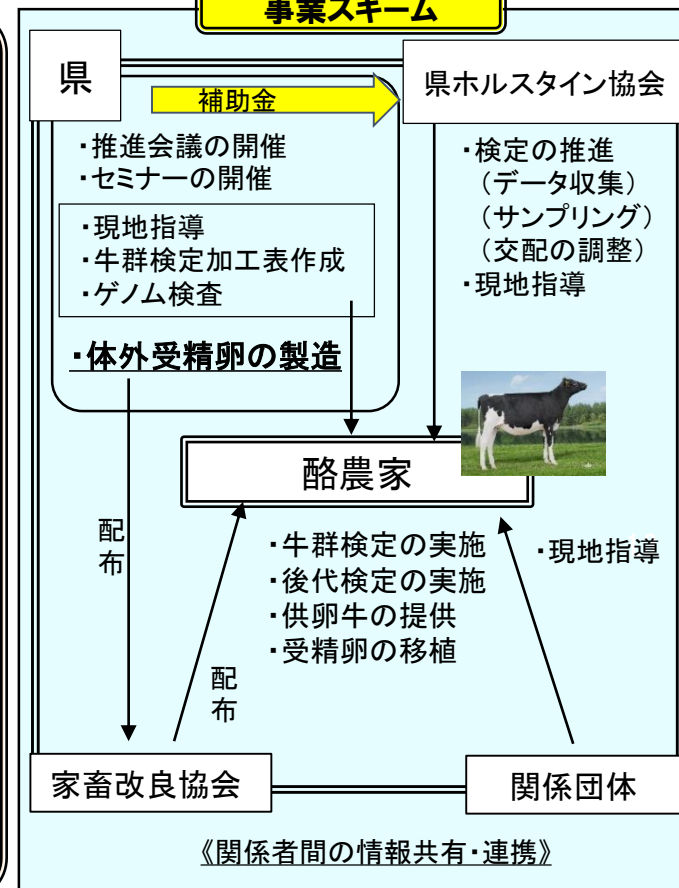 事業スキーム
県
補助金
県ホルスタイン協会
・推進会議の開催
・セミナーの開催
・現地指導
・牛群検定加工表作成
・ゲノム検査
・体外受精卵の製造
・検定の推進
（データ収集）
（サンプリング）
（交配の調整）
・現地指導
酪農家
配布
・牛群検定の実施
・後代検定の実施
・供卵牛の提供
・受精卵の移植
・現地指導
配布
家畜改良協会
関係団体
《関係者間の情報共有・連携》